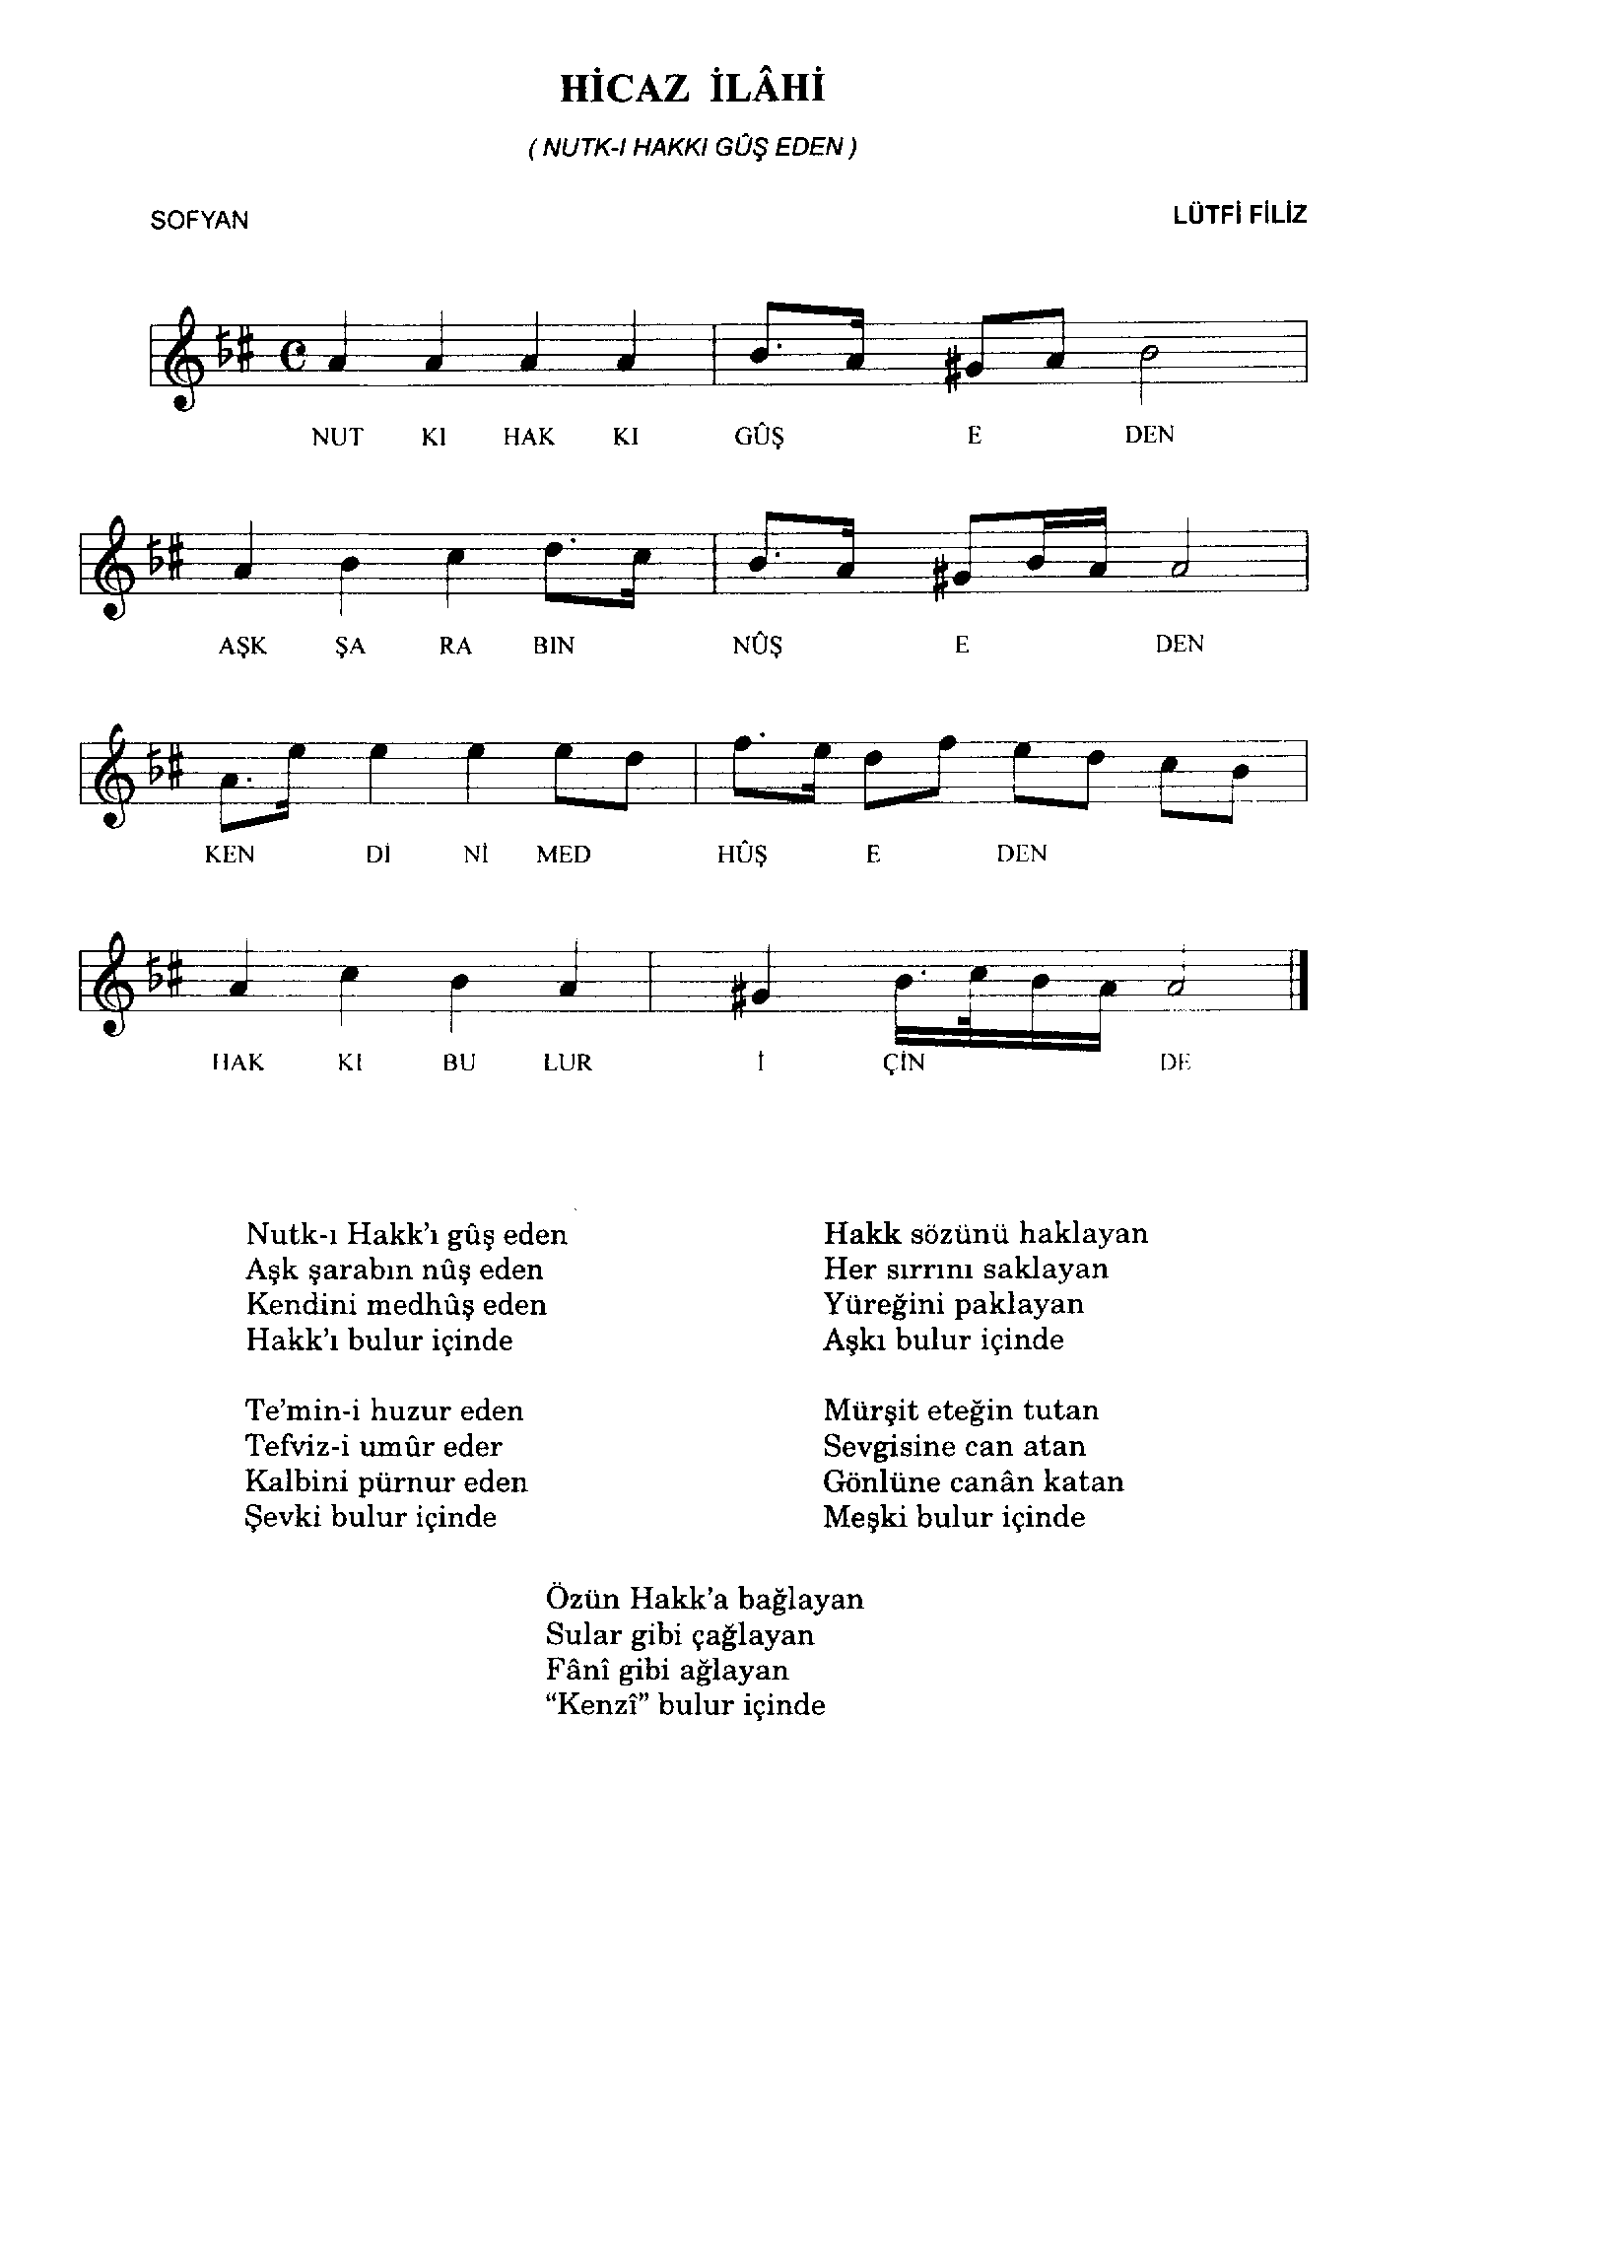 HİCAZ İLÂHİ
( NUTK-I HAKKI GÛŞ EDEN )
SOFYAN
LÜTFİ FİLİZ
NUT KI HAK KI GÛŞ E DEN
AŞK ŞA RA BIN NÛŞ E DEN
KEN Dİ Nİ MED HÛŞ E DEN
HAK KI BU LUR İ ÇİN DE
Nutk-ı Hakk’ı gûş eden
Aşk şarabın nûş eden
Kendini medhûş eden
Hakk’ı bulur içinde
Te’min-i huzur eden
Tefviz-i umûr eder
Kalbini pürnur eden
Şevki bulur içinde
Hakk sözünü haklayan
Her sırrını saklayan
Yüreğini paklayan
Aşkı bulur içinde
Mürşit eteğin tutan
Sevgisine can atan
Gönlüne canân katan
Meşki bulur içinde
Özün Hakk’a bağlayan
Sular gibi çağlayan
Fânî gibi ağlayan
“Kenzî” bulur içinde